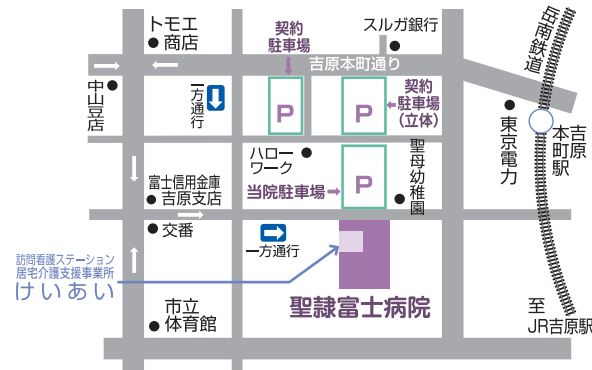 トモエ
商店
契約
駐車場
スルガ銀行
岳南鉄道
吉原本町通り
中山豆店
一方
通行
P
P
契約
駐車場
(立体)
東京電力
吉原
本町駅
ハロー
ワーク
聖母幼稚園
富士信用金庫
吉原支店
当院駐車場
P
交番
一方通行
訪問看護ステーション
居宅介護支援事業所
けいあい
市立
体育館
聖隷富士病院
至
JR吉原駅